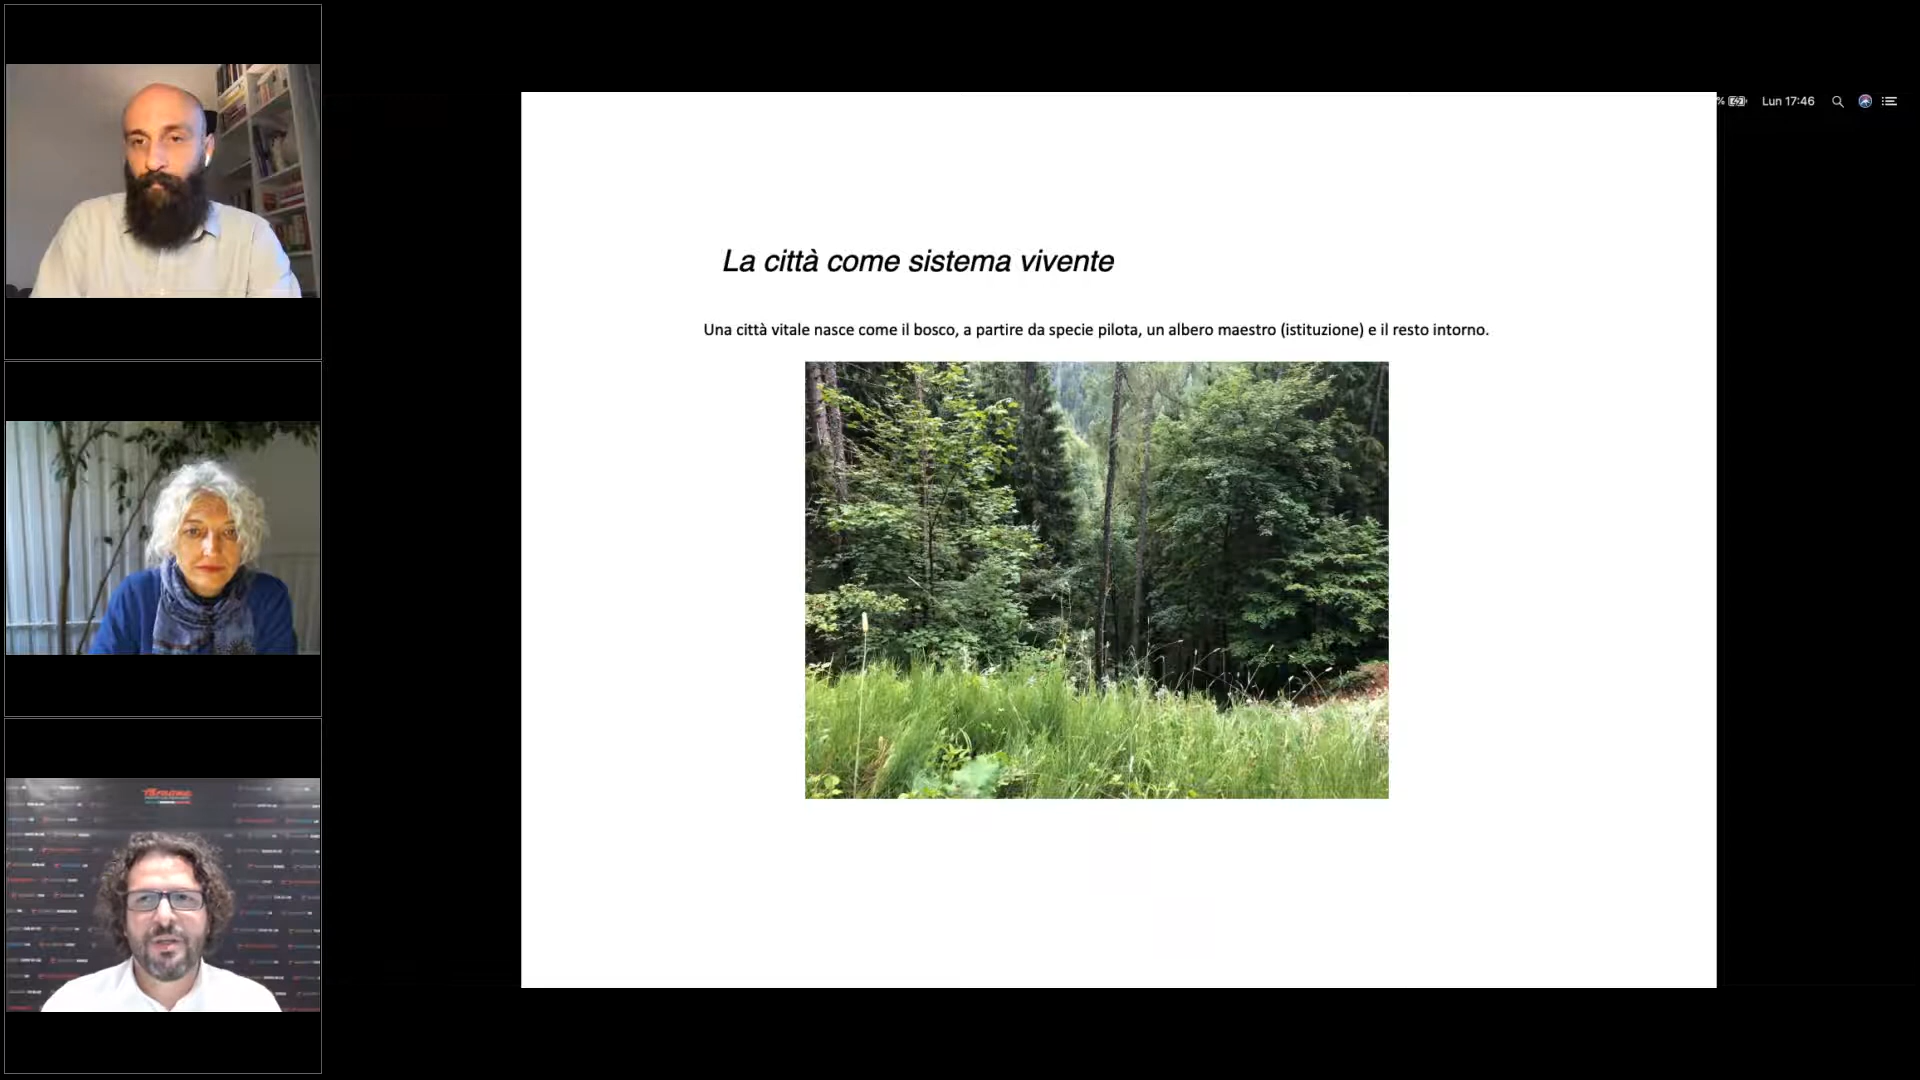 Lun 17:46
La città come sistema vivente
Una città vitale nasce come il bosco, a partire da specie pilota, un albero maestro (istituzione) e il resto intorno.